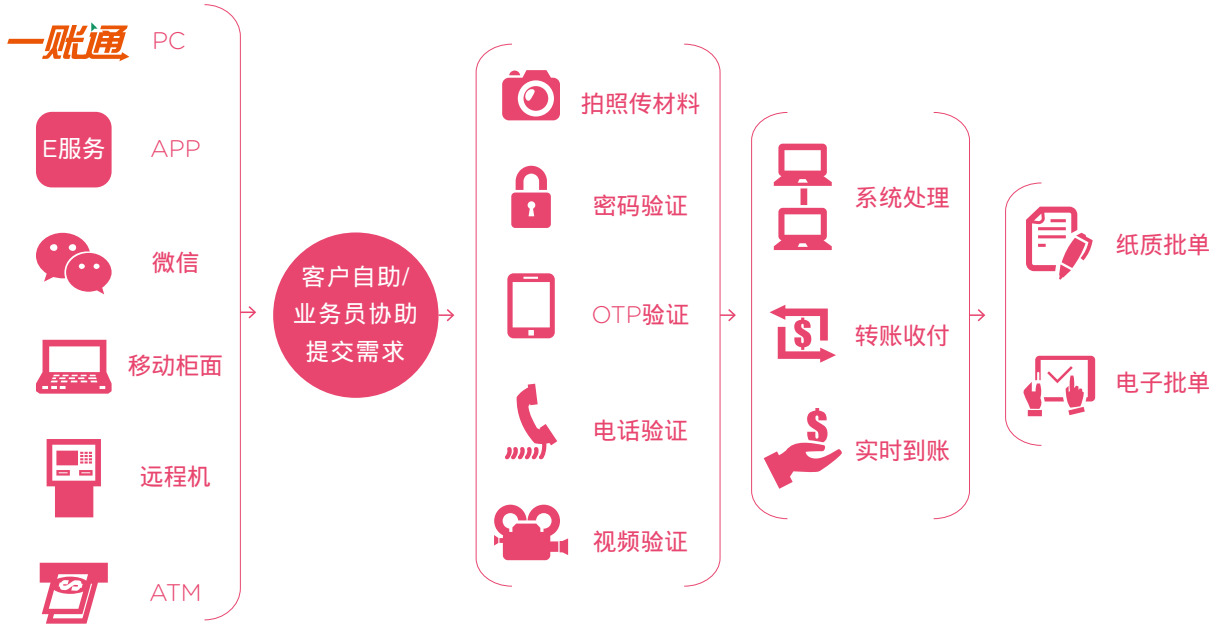 一账通
PC
E服务
APP
微信
移动柜面
远程机
ATM
客户自助/
业务员协助
提交需求
拍照传材料
密码验证
OTP验证
电话验证
视频验证
系统处理
$
转账收付
$
实时到账
纸质批单
电子批单